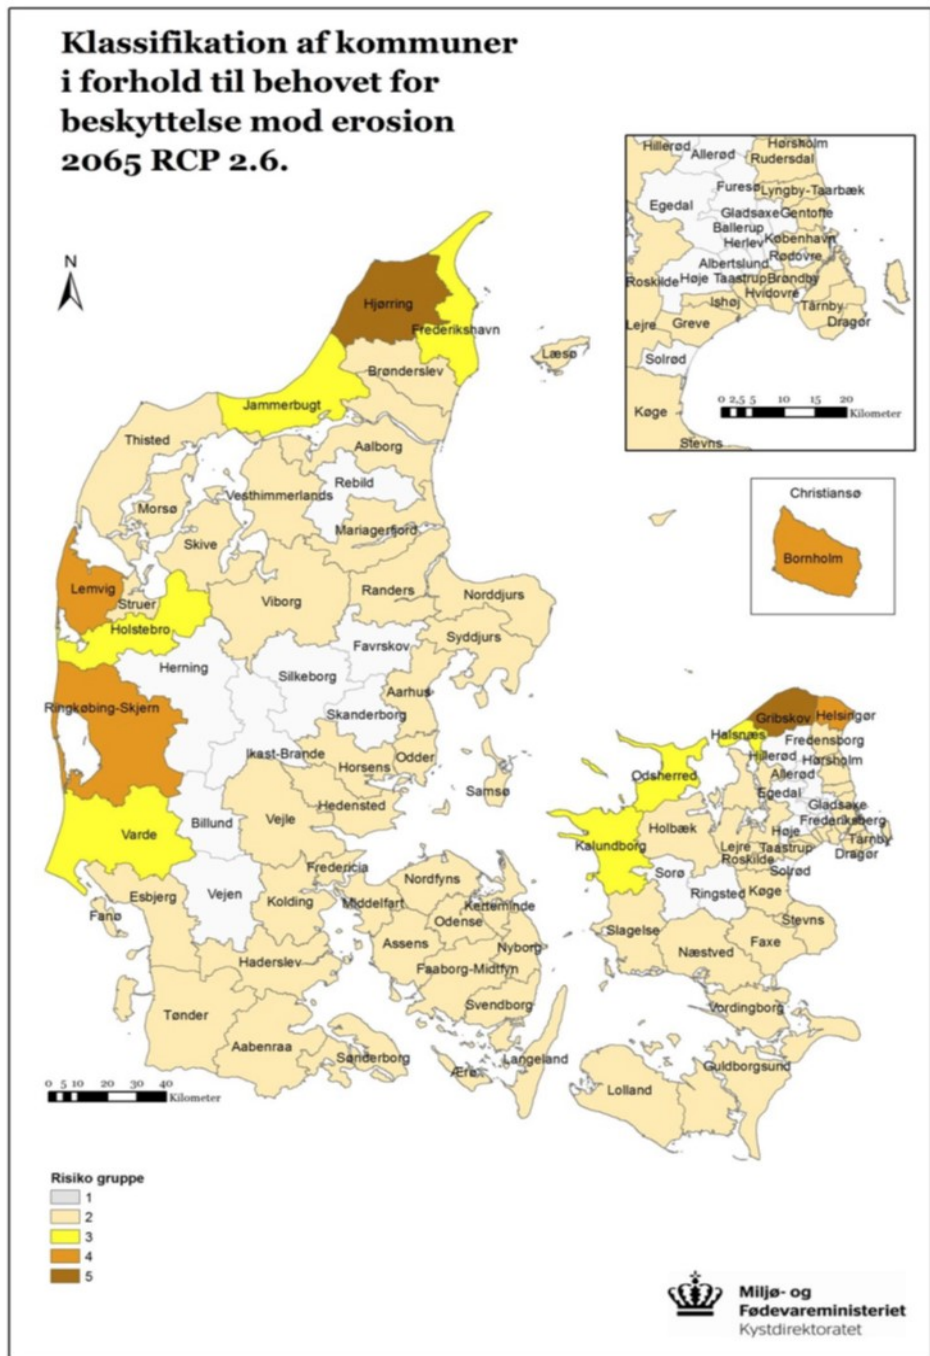 Klassifikation af kommuner
i forhold til behovet for
beskyttelse mod erosion
2065 RCP 2.6.
N
Hillerød
Allerød
Hørsholm
Rudersdal
Egedal
Furesø
Lyngby-Taarbæk
Gladsaxe
Gentofte
Ballerup
Herlev
København
Rødovre
Albertslund
Roskilde
Høje Taastrup
Brøndby
Hvidovre
Ishøj
Tårnby
Lejre
Greve
Dragør
Solrød
0 2,5 5 10 15 20
Kilometer
Køge
Stevns
Hjørring
Frederikshavn
Læsø
Brønderslev
Jammerbugt
Thisted
Aalborg
Rebild
Vesthimmerlands
Morsø
Mariagerfjord
Skive
Christiansø
Bornholm
Lemvig
Struer
Viborg
Randers
Norddjurs
Holstebro
Syddjurs
Favrskov
Herning
Silkeborg
Aarhus
Ringkøbing-Skjern
Skanderborg
Ikast-Brande
Odder
Horsens
Samsø
Hedensted
Varde
Billund
Vejle
Gribskov
Helsingør
Halsnæs
Fredensborg
Hillerød
Hørsholm
Allerød
Odsherred
Egedal
Gladsaxe
Frederiksberg
Kalundborg
Holbæk
Høje
Taastrup
Tårnby
Lejre
Roskilde
Dragør
Solrød
Sorø
Ringsted
Køge
Stevns
Slagelse
Næstved
Faxe
Vordingborg
Guldborgsund
Lolland
Fredericia
Esbjerg
Vejen
Kolding
Middelfart
Nordfyns
Kerteminde
Odense
Fanø
Assens
Nyborg
Haderslev
Faaborg-Midtfyn
Svendborg
Tønder
Aabenraa
Sønderborg
Ærø
Langeland
0 5 10 20 30 40
Kilometer
Risiko gruppe
1
2
3
4
5
Miljø- og
Fødevareministeriet
Kystdirektoratet